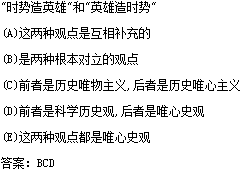 "时势造英雄"和"英雄造时势"
(A)这两种观点是互相补充的
(B)是两种根本对立的观点
(C)前者是历史唯物主义,后者是历史唯心主义
(D)前者是科学历史观,后者是唯心史观
(E)这两种观点都是唯心史观
答案：BCD